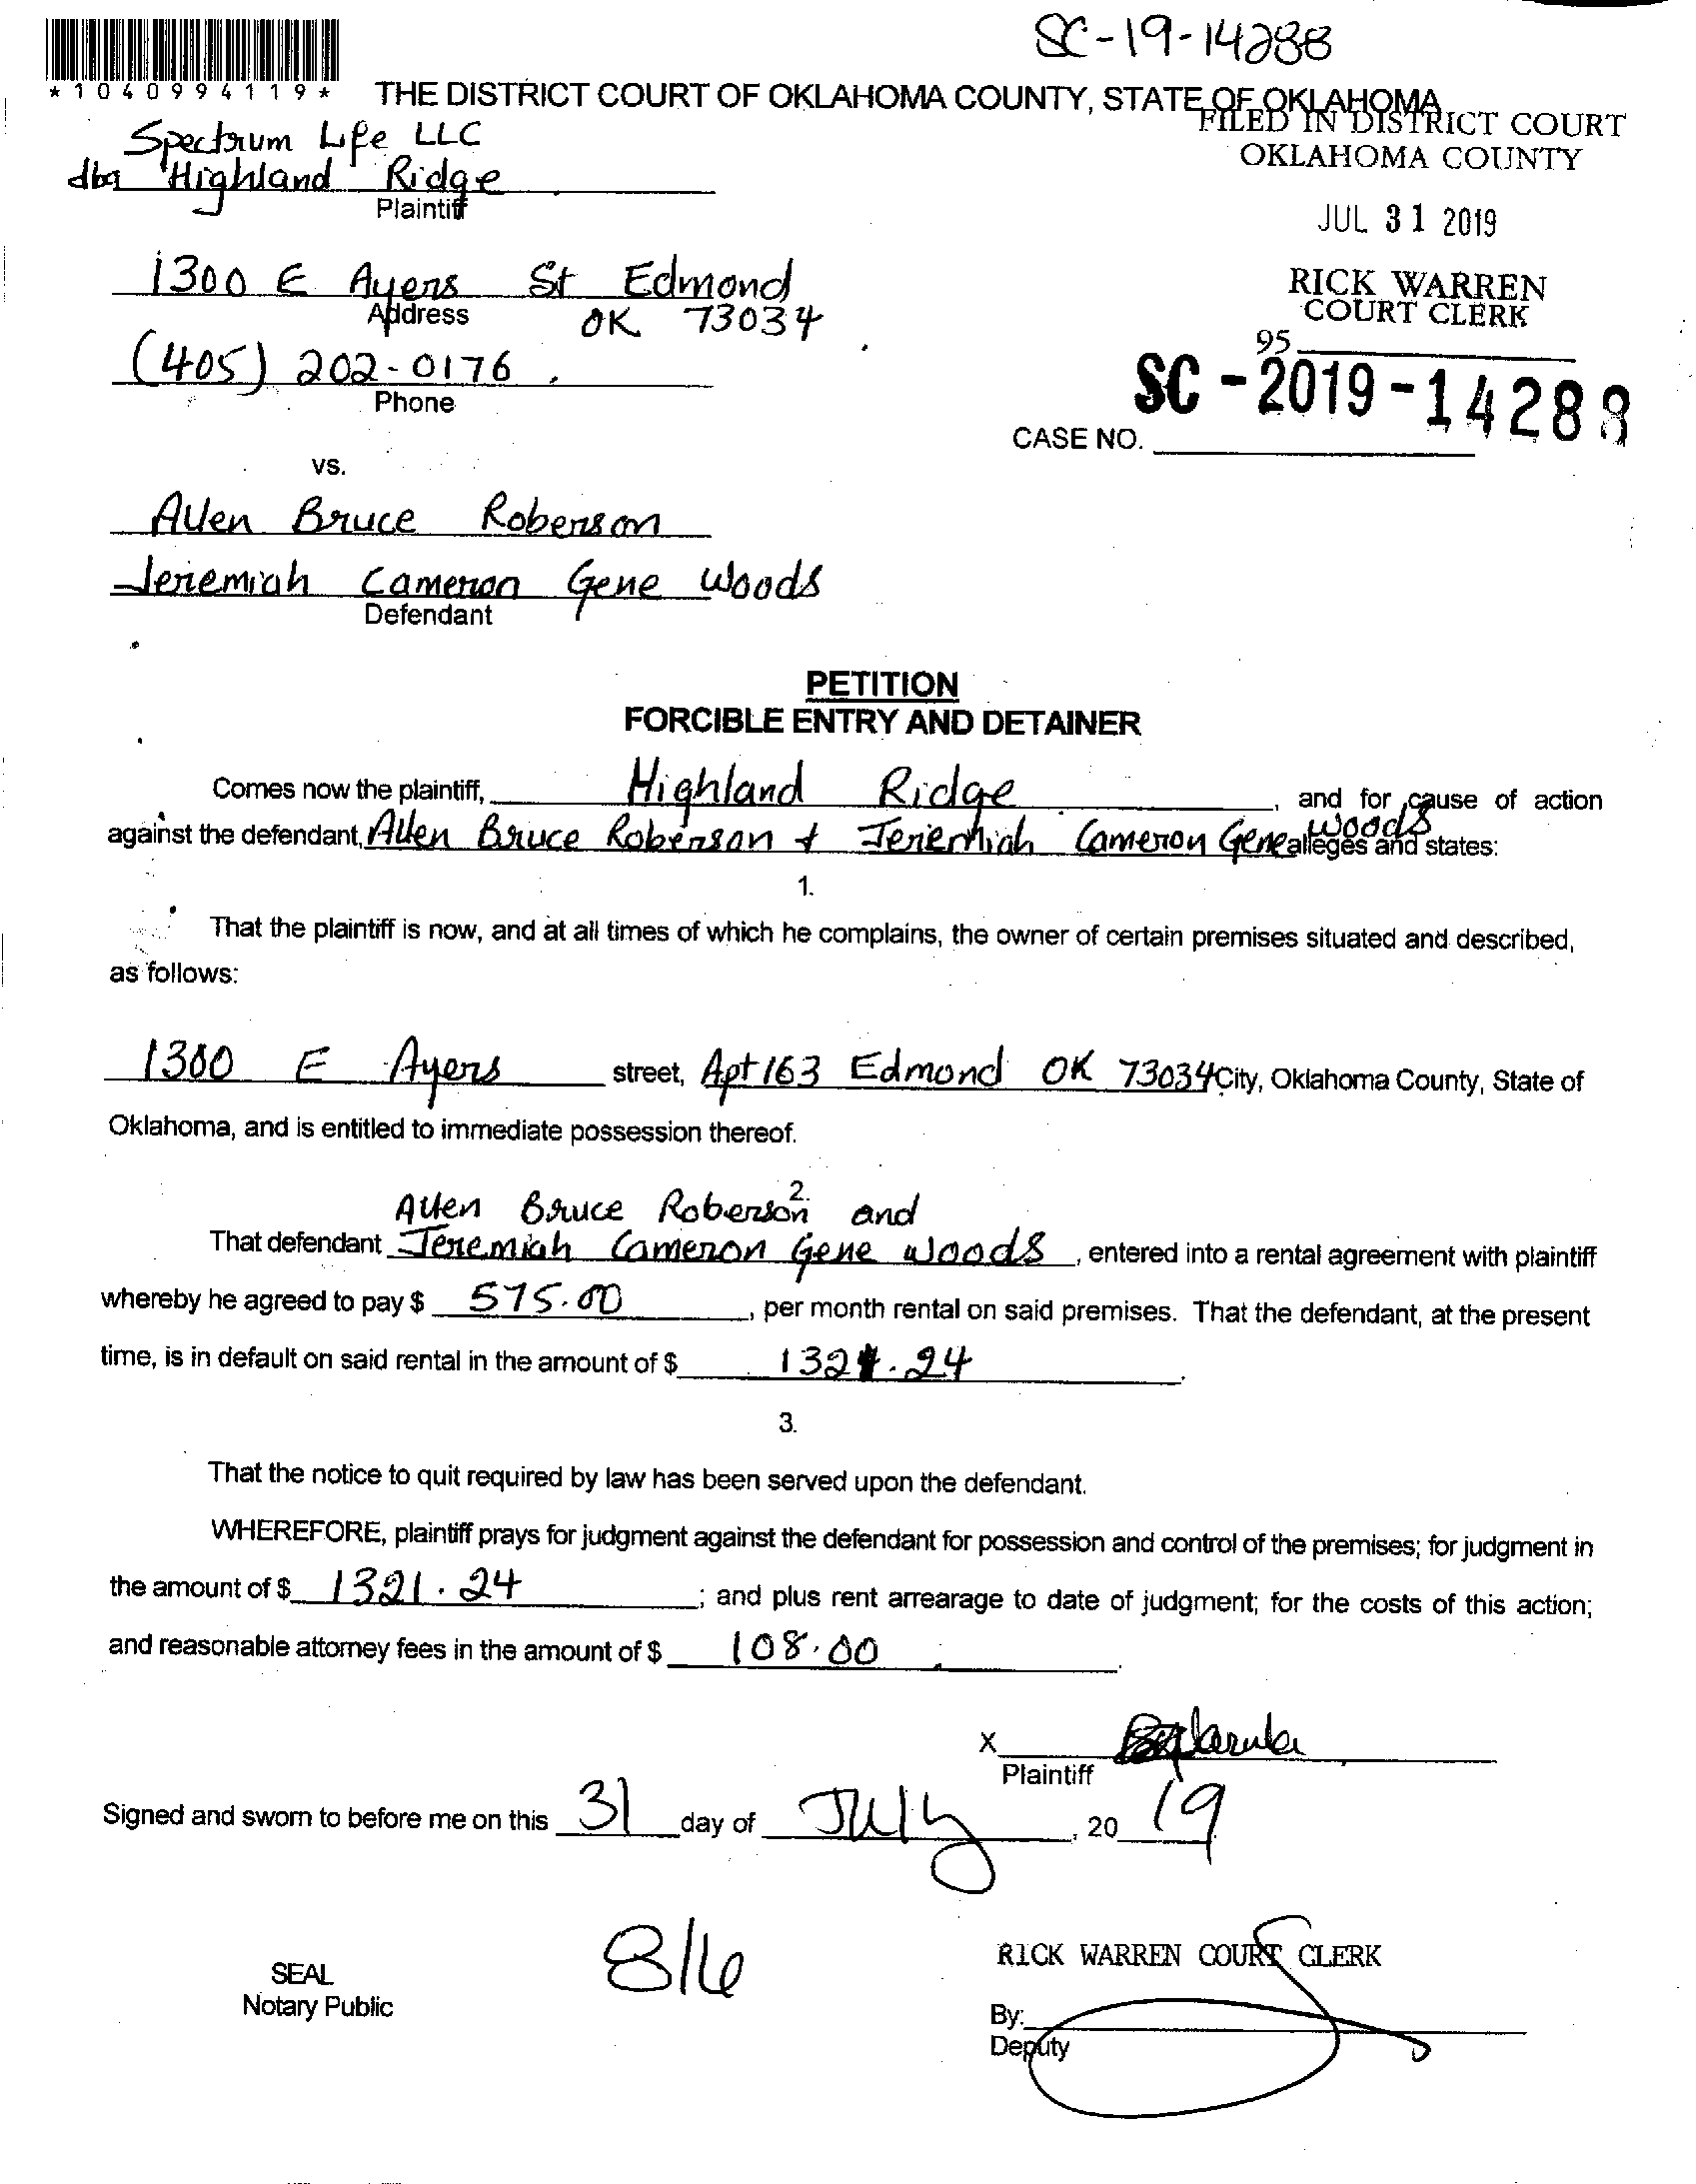 SC-19-14288
*1040994119*
THE DISTRICT COURT OF OKLAHOMA COUNTY, STATE OF OKLAHOMA
FILED IN DISTRICT COURT
OKLAHOMA COUNTY
Spectrum Life LLC
dba Highland Ridge
Plaintiff
JUL 31 2019
1300 E Ayers St Edmond
Address
OK 73034
RICK WARREN
COURT CLERK
95
(405) 202-0176
Phone
SC-2019-14288
CASE NO.
vs.
Allen Bruce Roberson
Jeremiah Cameron Gene Woods
Defendant
PETITION
FORCIBLE ENTRY AND DETAINER
Comes now the plaintiff, Highland Ridge, and for cause of action
against the defendant, Allen Bruce Roberson + Jeremiah Cameron Gene Woods alleges and states:
1.
That the plaintiff is now, and at all times of which he complains, the owner of certain premises situated and described,
as follows:
1300 E Ayers street, Apt 163 Edmond OK 73034 City, Oklahoma County, State of
Oklahoma, and is entitled to immediate possession thereof.
2.
Allen Bruce Roberson and
That defendant Jeremiah Cameron Gene Woods, entered into a rental agreement with plaintiff
whereby he agreed to pay $ 575.00, per month rental on said premises. That the defendant, at the present
time, is in default on said rental in the amount of $ 1321.24.
3.
That the notice to quit required by law has been served upon the defendant.
WHEREFORE, plaintiff prays for judgment against the defendant for possession and control of the premises; for judgment in
the amount of $ 1321.24; and plus rent arrearage to date of judgment; for the costs of this action;
and reasonable attorney fees in the amount of $ 108.00.
X
Plaintiff
Signed and sworn to before me on this 31 day of July, 2019
8/6
SEAL
Notary Public
RICK WARREN COURT CLERK
By:
Deputy